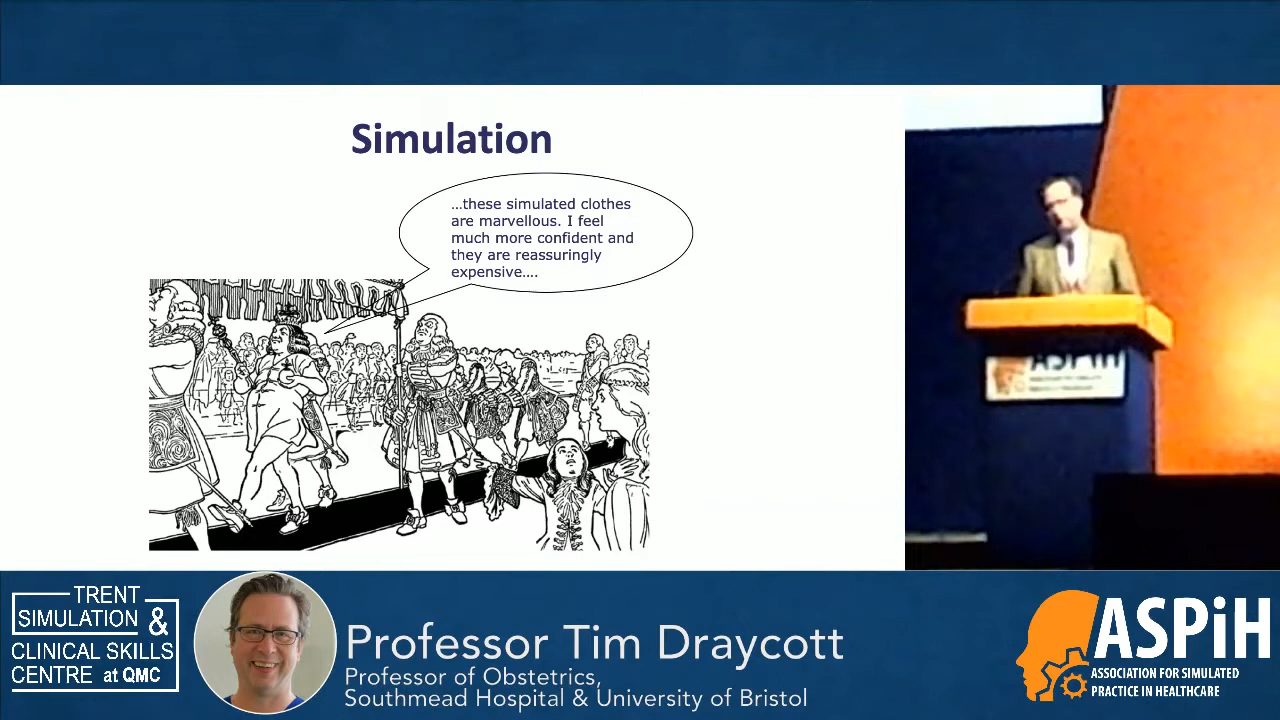 Simulation
...these simulated clothes
are marvellous. I feel
much more confident and
they are reassuringly
expensive....
ASPiH
TRENT
SIMULATION &
CLINICAL SKILLS
CENTRE at QMC
Professor Tim Draycott
Professor of Obstetrics,
Southmead Hospital & University of Bristol
ASPiH
ASSOCIATION FOR SIMULATED
PRACTICE IN HEALTHCARE